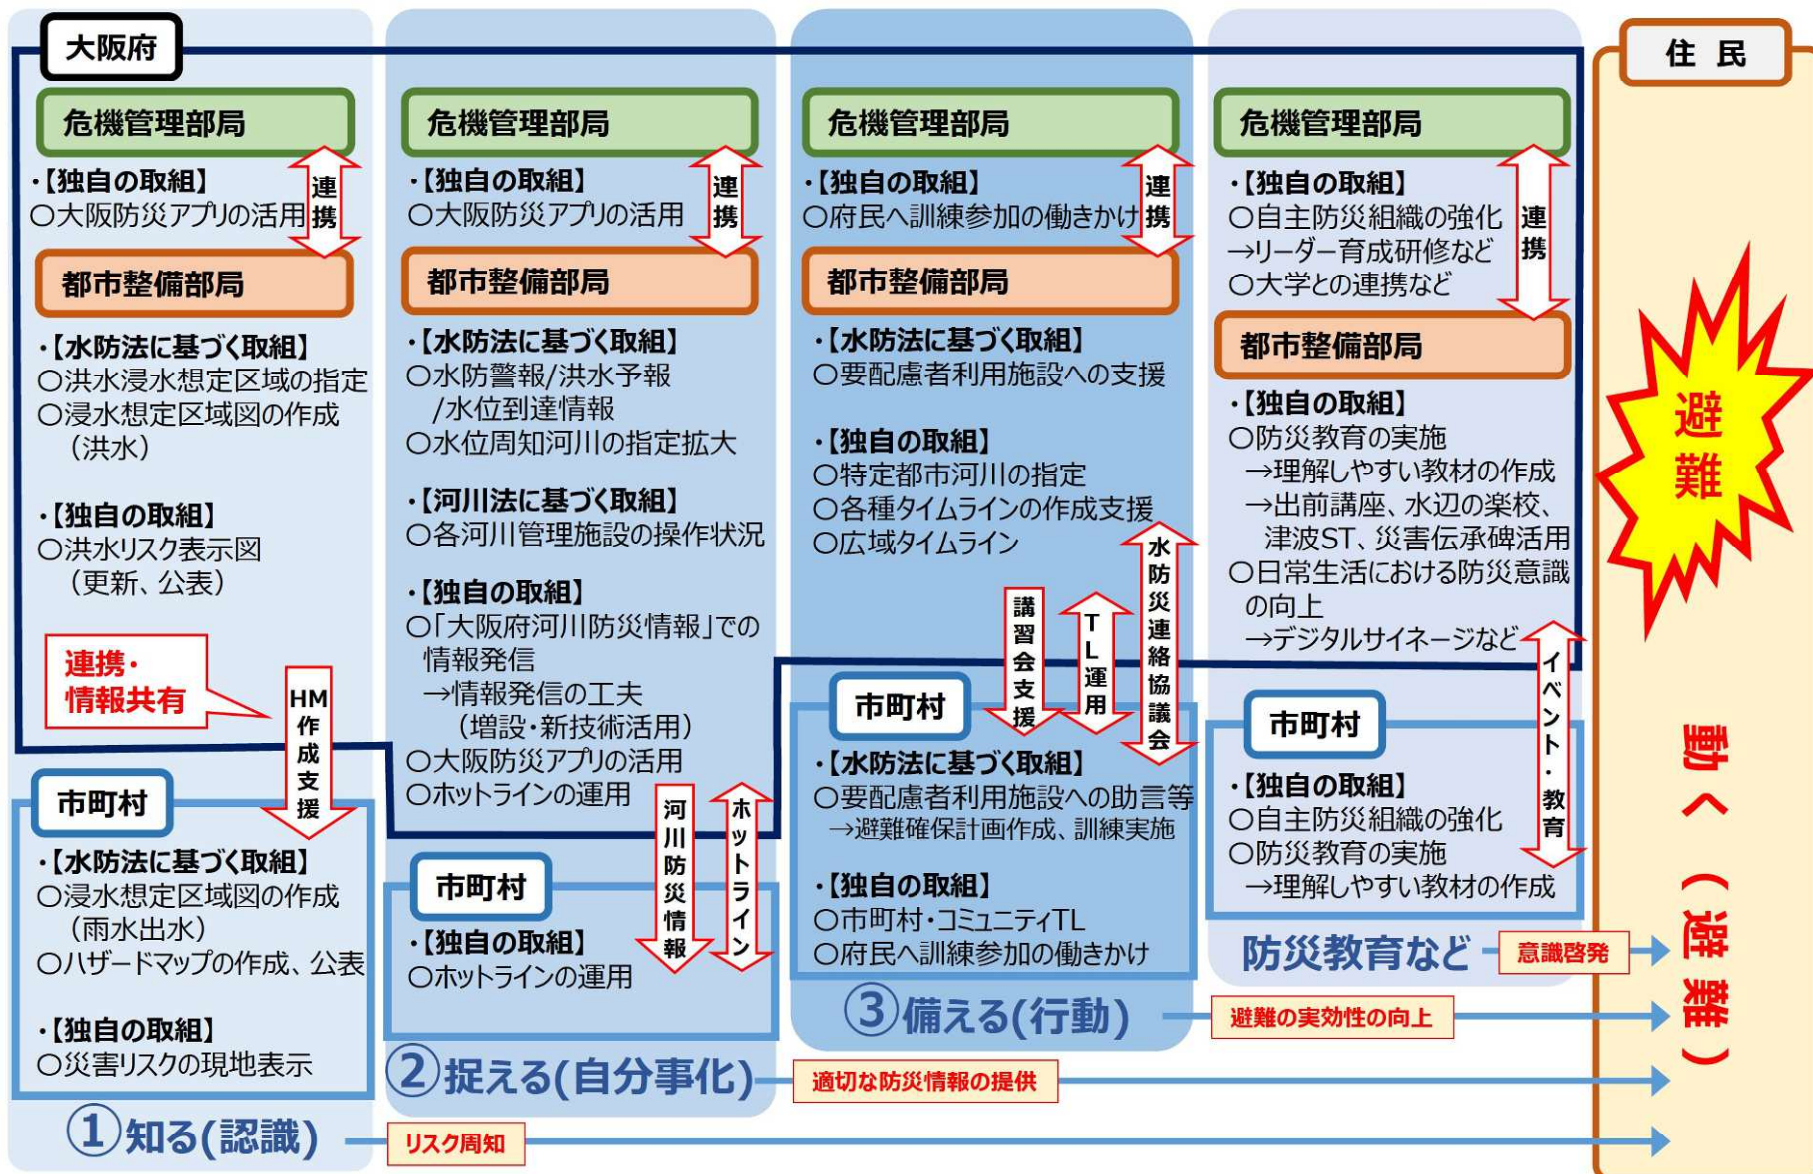 大阪府
危機管理部局
・【独自の取組】
○大阪防災アプリの活用
連携
都市整備部局
・【水防法に基づく取組】
○洪水浸水想定区域の指定
○浸水想定区域図の作成
（洪水）
・【独自の取組】
○洪水リスク表示図
（更新、公表）
連携・
情報共有
HM作成支援
市町村
・【水防法に基づく取組】
○浸水想定区域図の作成
（雨水出水）
○ハザードマップの作成、公表
・【独自の取組】
○災害リスクの現地表示
①知る(認識)
リスク周知
危機管理部局
・【独自の取組】
○大阪防災アプリの活用
連携
都市整備部局
・【水防法に基づく取組】
○水防警報/洪水予報
/水位到達情報
○水位周知河川の指定拡大
・【河川法に基づく取組】
○各河川管理施設の操作状況
・【独自の取組】
○「大阪府河川防災情報」での
情報発信
→情報発信の工夫
（増設・新技術活用）
○大阪防災アプリの活用
○ホットラインの運用
河川防災情報
ホットライン
市町村
・【独自の取組】
○ホットラインの運用
②捉える(自分事化)
適切な防災情報の提供
危機管理部局
・【独自の取組】
○府民へ訓練参加の働きかけ
連携
都市整備部局
・【水防法に基づく取組】
○要配慮者利用施設への支援
・【独自の取組】
○特定都市河川の指定
○各種タイムラインの作成支援
○広域タイムライン
講習会支援
TL運用
水防災連絡協議会
市町村
・【水防法に基づく取組】
○要配慮者利用施設への助言等
→避難確保計画作成、訓練実施
・【独自の取組】
○市町村・コミュニティTL
○府民へ訓練参加の働きかけ
③備える(行動)
避難の実効性の向上
危機管理部局
・【独自の取組】
○自主防災組織の強化
→リーダー育成研修など
○大学との連携など
連携
都市整備部局
・【独自の取組】
○防災教育の実施
→理解しやすい教材の作成
→出前講座、水辺の楽校、
津波ST、災害伝承碑活用
○日常生活における防災意識
の向上
→デジタルサイネージなど
イベント・教育
市町村
・【独自の取組】
○自主防災組織の強化
○防災教育の実施
→理解しやすい教材の作成
防災教育など
意識啓発
住民
避難
動く（避難）